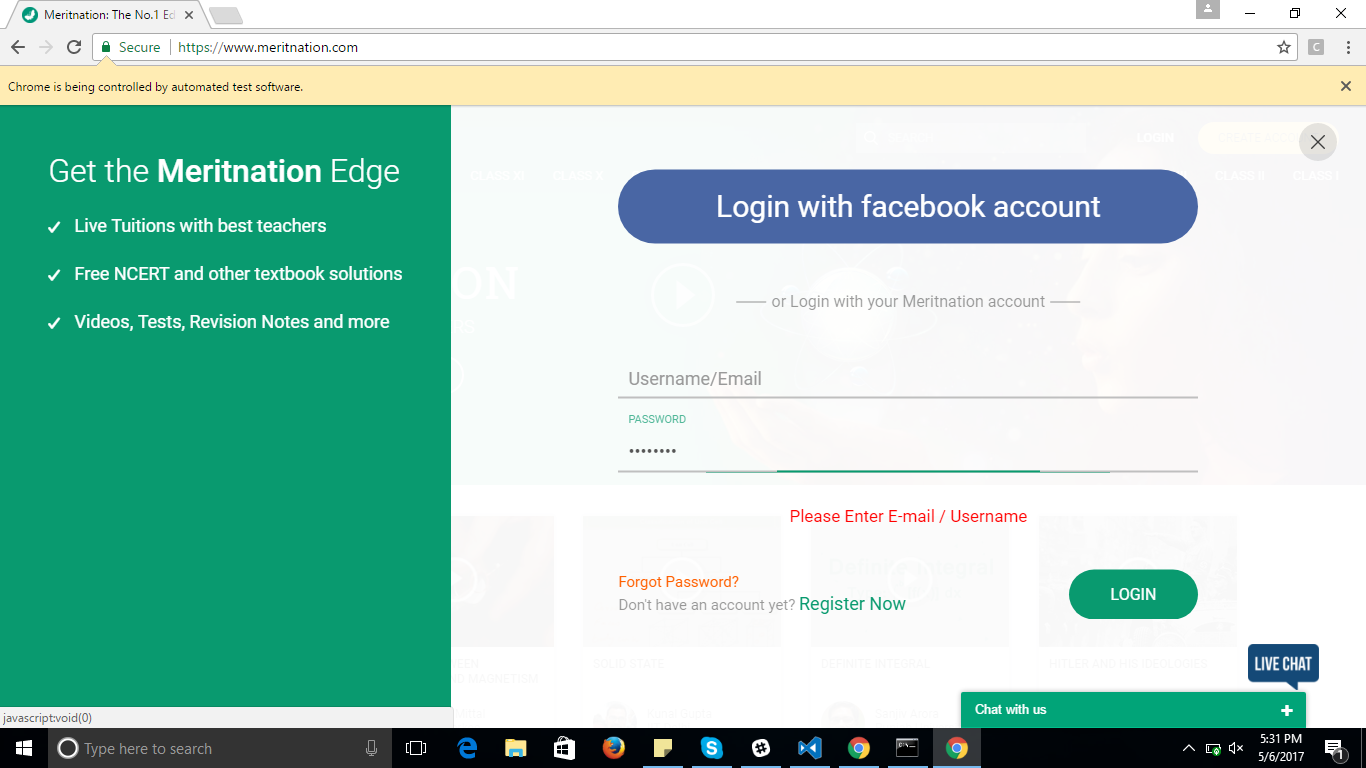 Meritnation: The No.1 Ed
Secure
https://www.meritnation.com
C
Chrome is being controlled by automated test software.
LOGIN
CLASS XI
CLASS X
CLASS II
CLASS I
Get the Meritnation Edge
Live Tuitions with best teachers
Free NCERT and other textbook solutions
Videos, Tests, Revision Notes and more
Login with facebook account
ON
or Login with your Meritnation account
Username/Email
PASSWORD
••••••••
Please Enter E-mail / Username
Definite Integral
Forgot Password?
Don't have an account yet? Register Now
LOGIN
SOLID STATE
DEFINITE INTEGRAL
HITLER AND HIS IDEOLOGIES
LIVE CHAT
Chat with us
javascript:void(0)
Type here to search
5:31 PM
5/6/2017
1